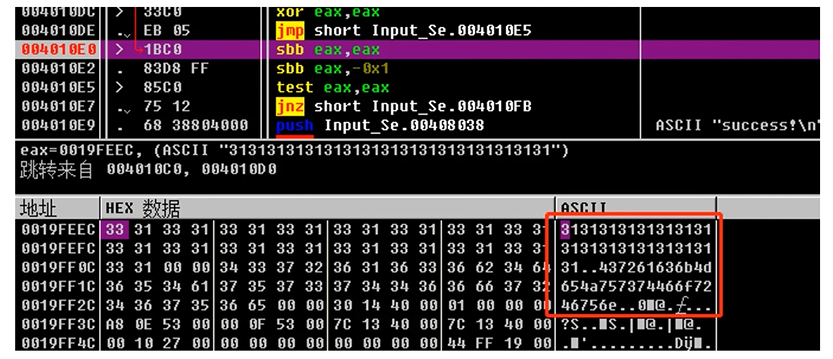 004010DC > 33C0 xor eax,eax
004010DE . EB 05 jmp short Input_Se.004010E5
004010E0 > 1BC0 sbb eax,eax
004010E2 . 83D8 FF sbb eax,-0x1
004010E5 > 85C0 test eax,eax
004010E7 . 75 12 jnz short Input_Se.004010FB
004010E9 . 68 38804000 push Input_Se.00408038 ASCII "success!\n"
eax=0019FEEC, (ASCII "3131313131313131313131313131313131")
跳转来自 004010C0, 004010D0
地址 HEX 数据 ASCII
0019FEEC 33 31 33 31 33 31 33 31 33 31 33 31 33 31 33 31 3131313131313131
0019FEFC 33 31 33 31 33 31 33 31 33 31 33 31 33 31 33 31 3131313131313131
0019FF0C 33 31 00 00 34 33 37 32 36 31 36 33 36 62 34 64 31..437261636b4d
0019FF1C 36 35 34 61 37 35 37 33 37 34 34 36 36 66 37 32 654a757374466f72
0019FF2C 34 36 37 35 36 65 00 00 30 14 40 00 01 00 00 00 46756e..0 @. ...
0019FF3C A8 0E 53 00 00 0F 53 00 7C 13 40 00 7C 13 40 00 ?S.. S.| @.| @.
0019FF4C 00 10 27 00 00 00 00 00 00 00 00 00 44 FF 19 00 . '.........D .